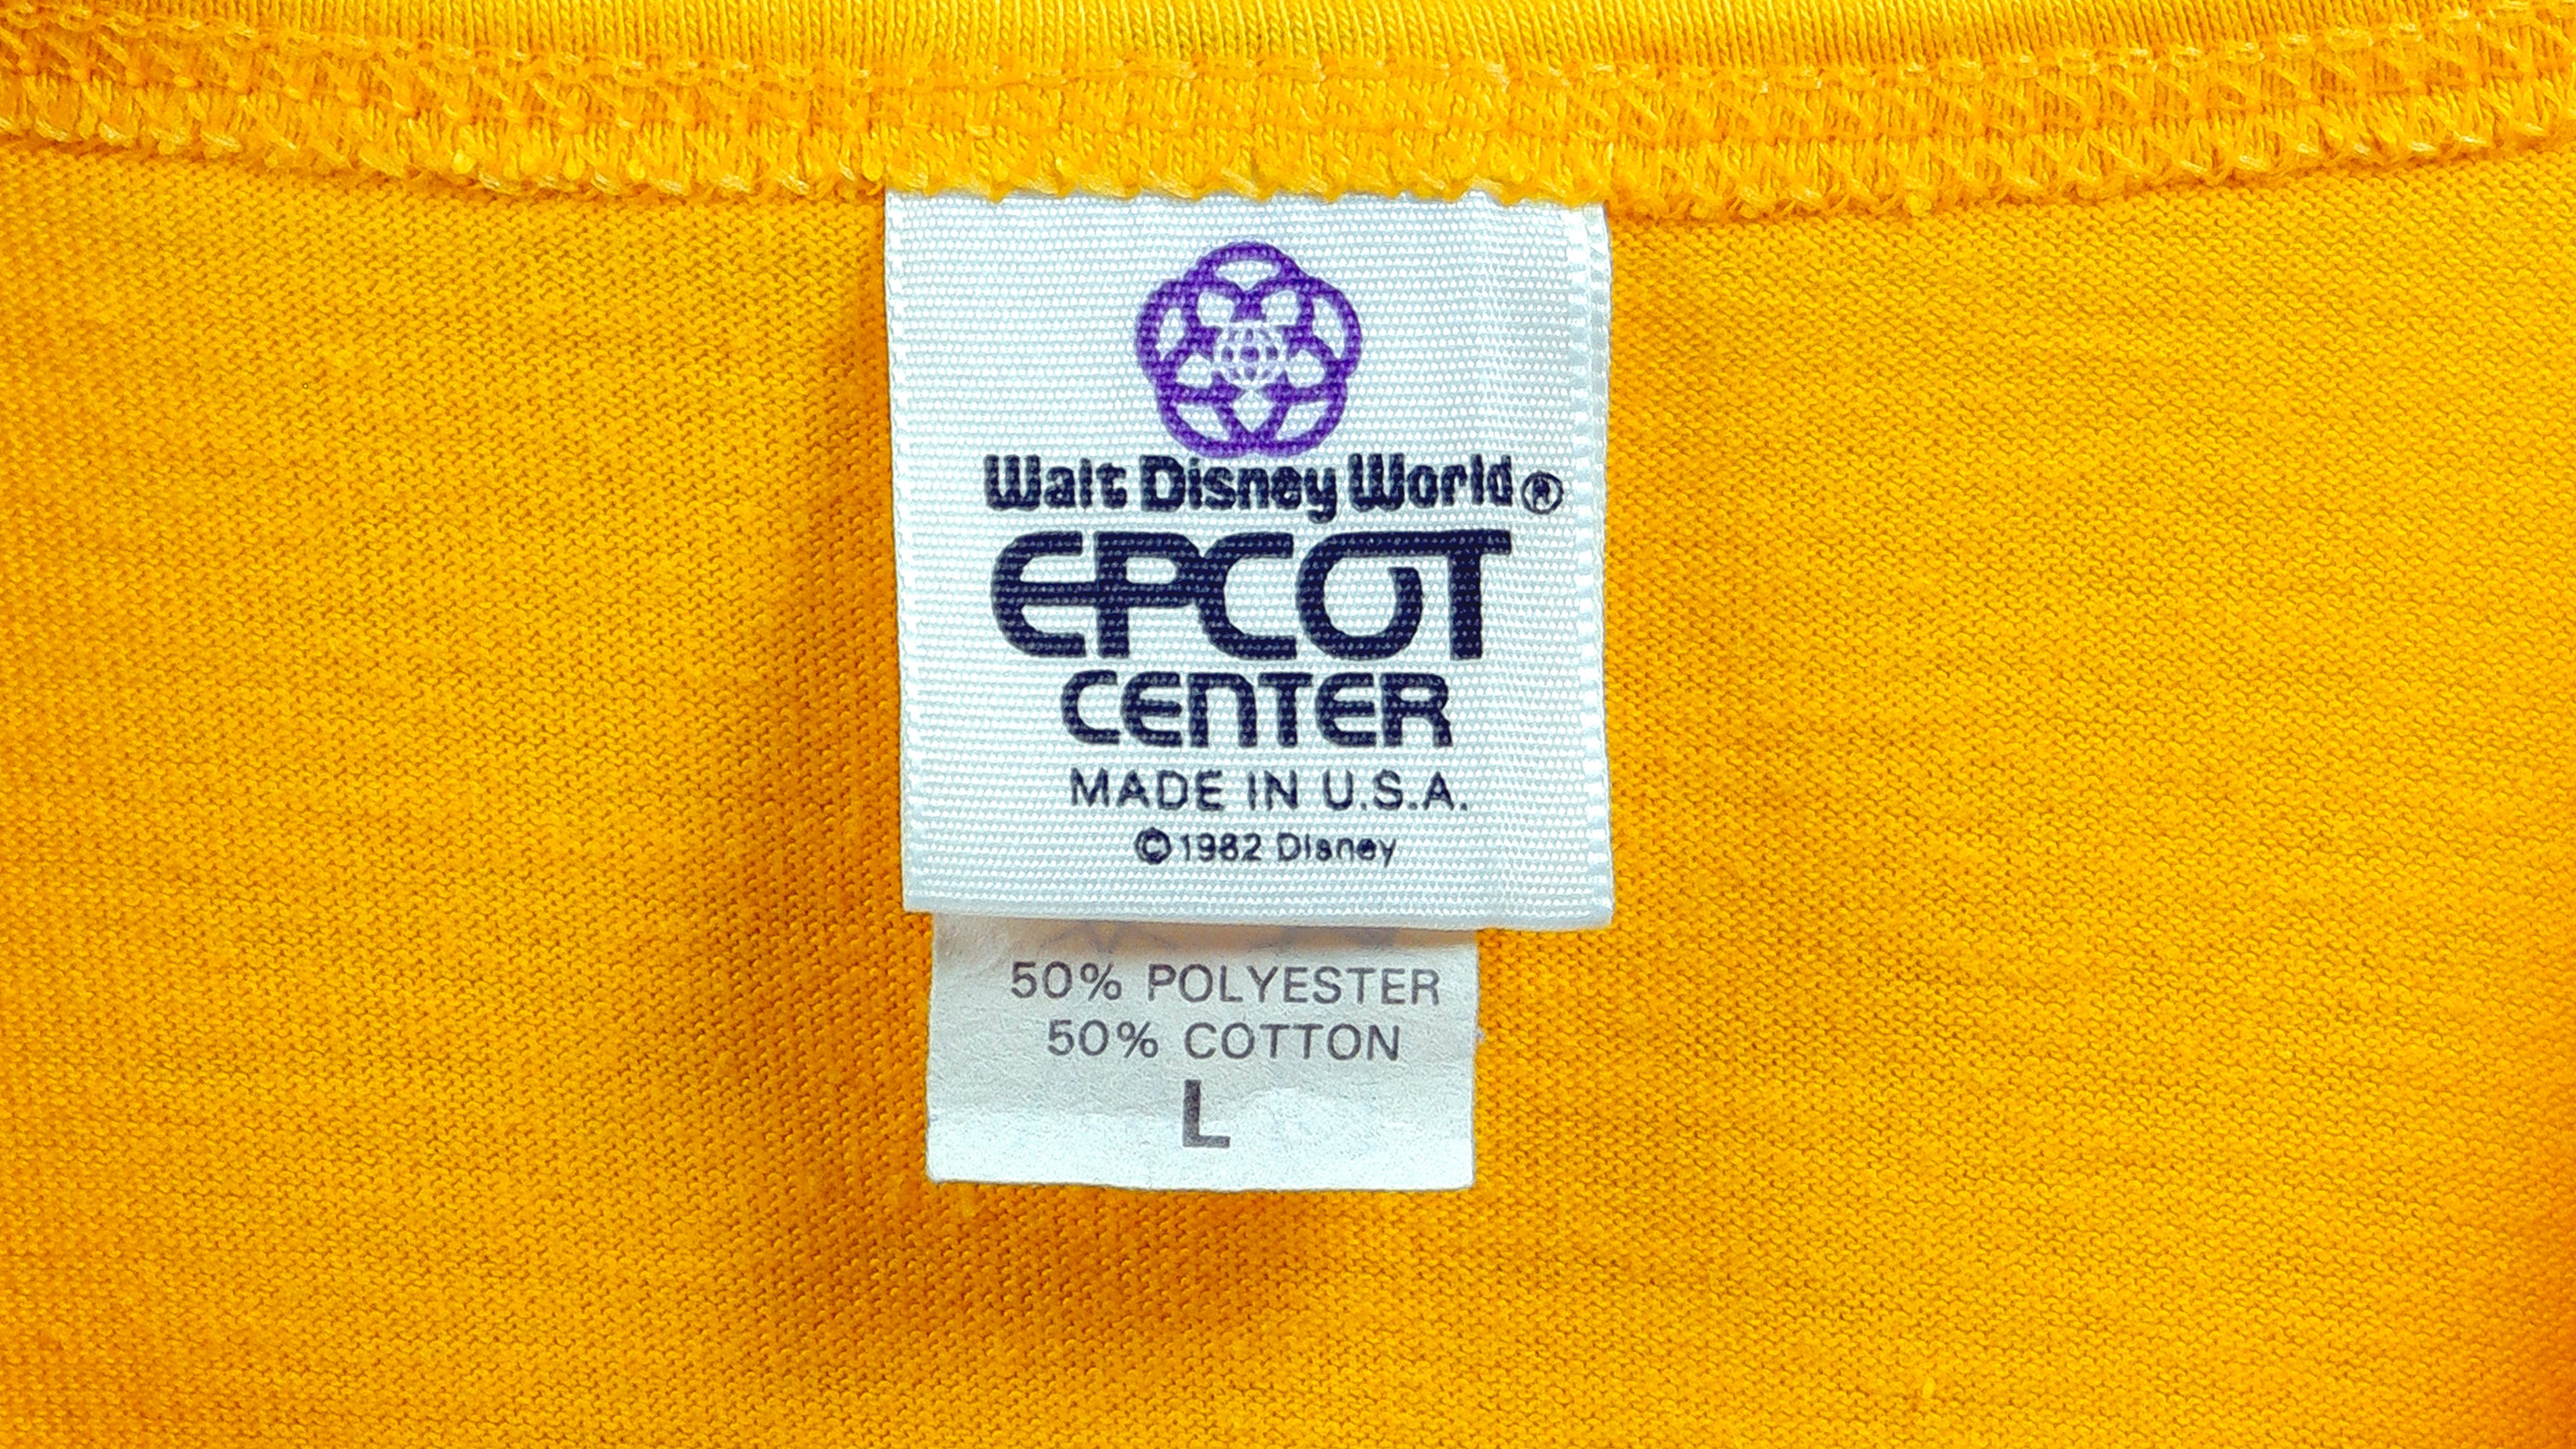 Walt Disney World®
EPCOT
CENTER
MADE IN U.S.A.
©1982 Disney
50% POLYESTER
50% COTTON
L